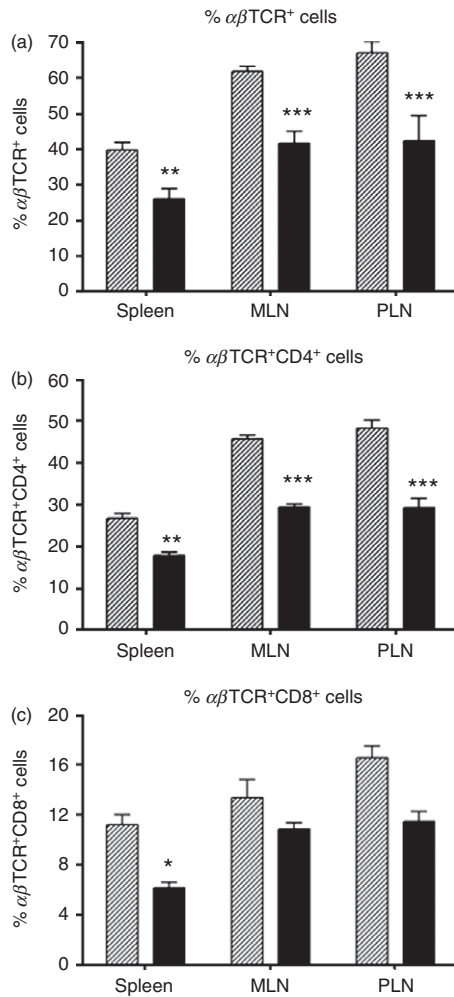 % αβTCR⁺ cells
(a)
% αβTCR⁺ cells
70
60
50
40
30
20
10
0
**
***
***
Spleen MLN PLN
% αβTCR⁺CD4⁺ cells
(b)
% αβTCR⁺CD4⁺ cells
60
50
40
30
20
10
0
**
***
***
Spleen MLN PLN
% αβTCR⁺CD8⁺ cells
(c)
% αβTCR⁺CD8⁺ cells
20
16
12
8
4
0
*
Spleen MLN PLN